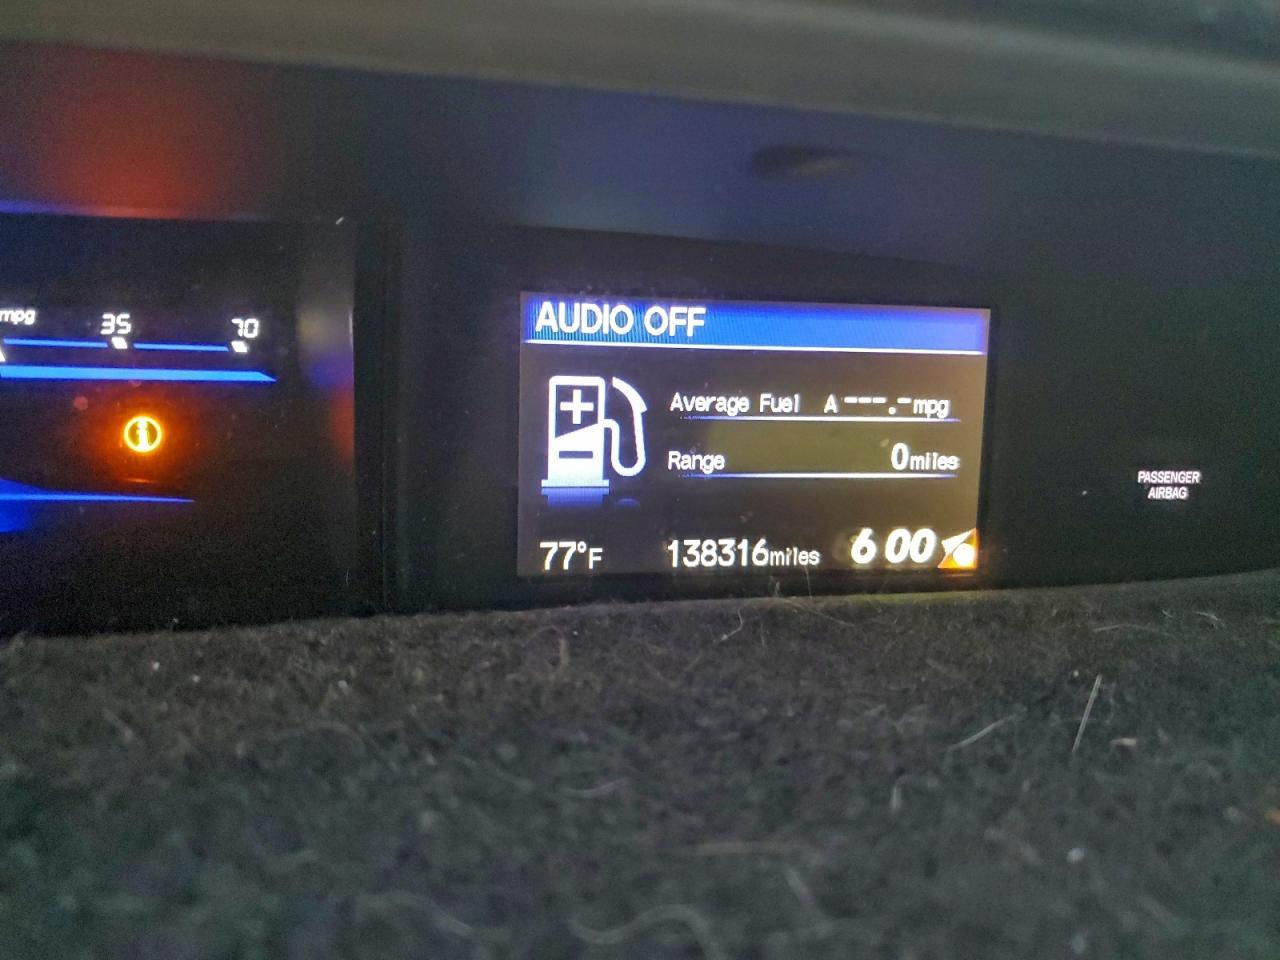 mpg 35 70
AUDIO OFF
Average Fuel A ---.- mpg
Range 0miles
77°F 138316miles 6 00
PASSENGER
AIRBAG